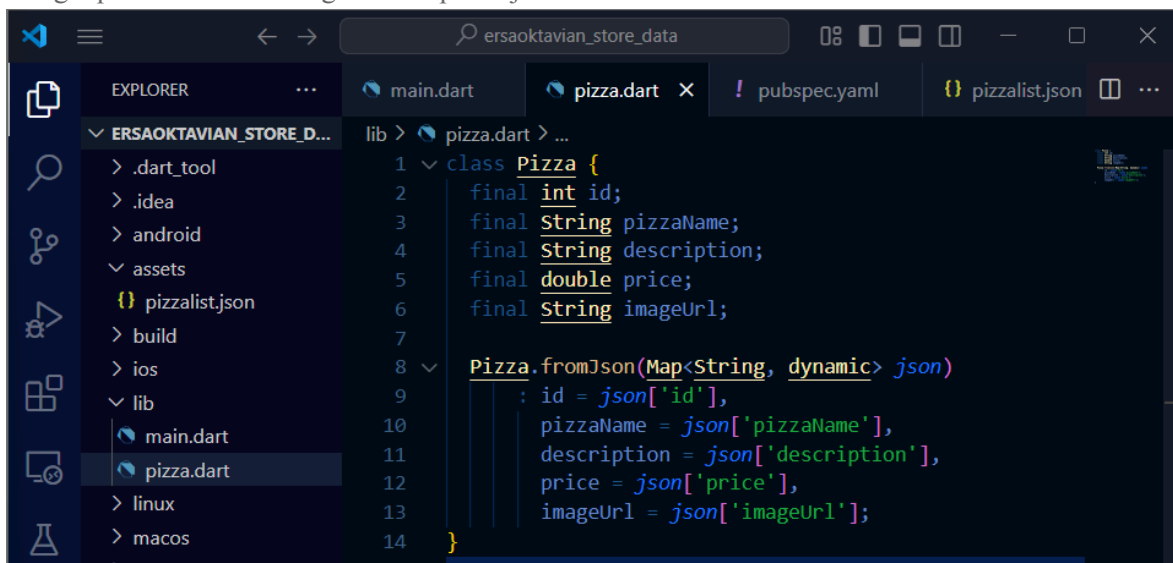 ersaoktavian_store_data
EXPLORER
main.dart
pizza.dart
! pubspec.yaml
{} pizzalist.json
ERSAOKTAVIAN_STORE_D...
.dart_tool
.idea
android
assets
{} pizzalist.json
build
ios
lib
main.dart
pizza.dart
linux
macos
lib > pizza.dart > ...
1 class Pizza {
2 final int id;
3 final String pizzaName;
4 final String description;
5 final double price;
6 final String imageUrl;
7
8 Pizza.fromJson(Map<String, dynamic> json)
9 : id = json['id'],
10 pizzaName = json['pizzaName'],
11 description = json['description'],
12 price = json['price'],
13 imageUrl = json['imageUrl'];
14 }